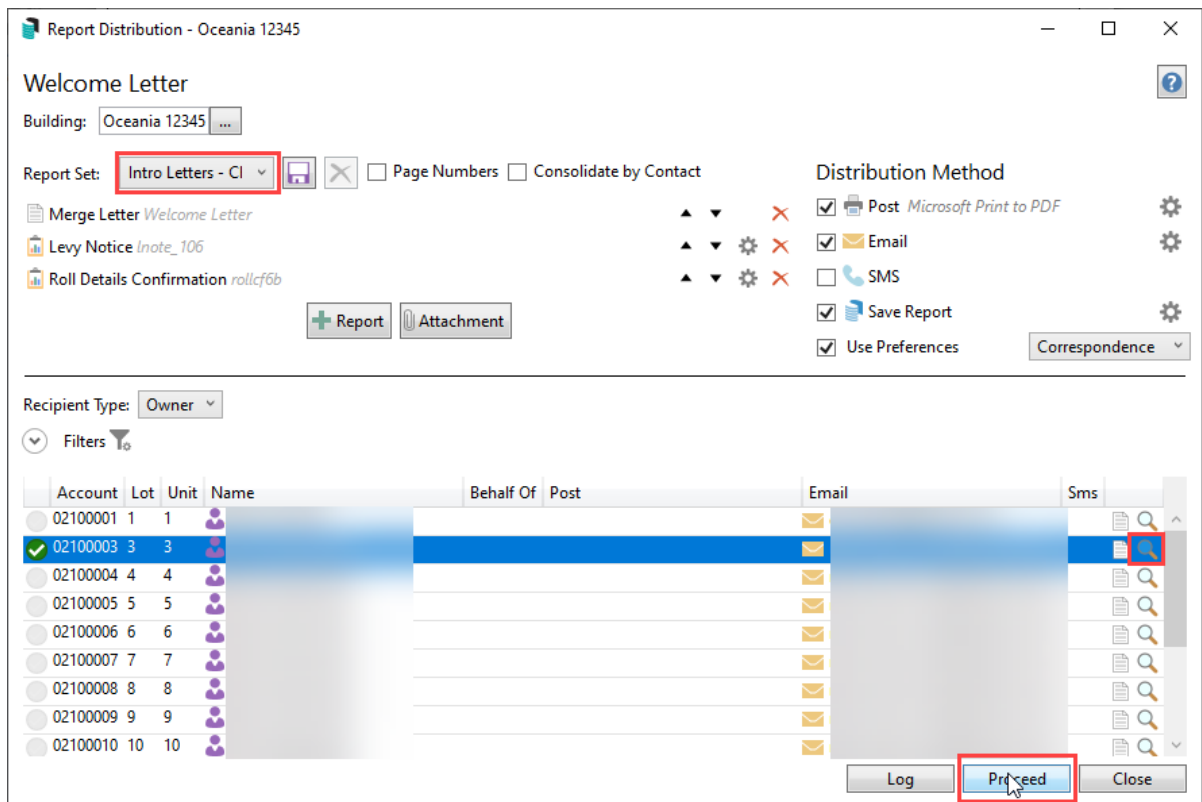 Report Distribution - Oceania 12345
Welcome Letter
Building: Oceania 12345 ...
Report Set: Intro Letters - Cl Page Numbers Consolidate by Contact
Distribution Method
Merge Letter Welcome Letter
Post Microsoft Print to PDF
Levy Notice lnote_106
Email
Roll Details Confirmation rollcf6b
SMS
Report Attachment
Save Report
Use Preferences Correspondence
Recipient Type: Owner
Filters
Account Lot Unit Name Behalf Of Post Email Sms
02100001 1 1
02100003 3 3
02100004 4 4
02100005 5 5
02100006 6 6
02100007 7 7
02100008 8 8
02100009 9 9
02100010 10 10
Log Proceed Close